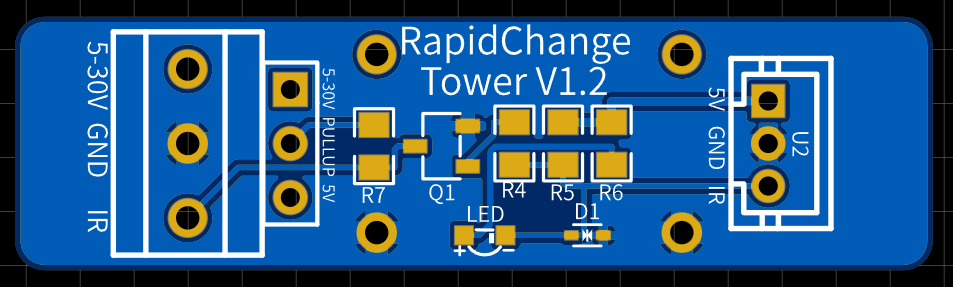 RapidChange
Tower V1.2
5-30V GND IR
5-30V PULLUP 5V
R7
Q1
R4
R5
R6
LED
+
-
D1
5V GND IR
U2